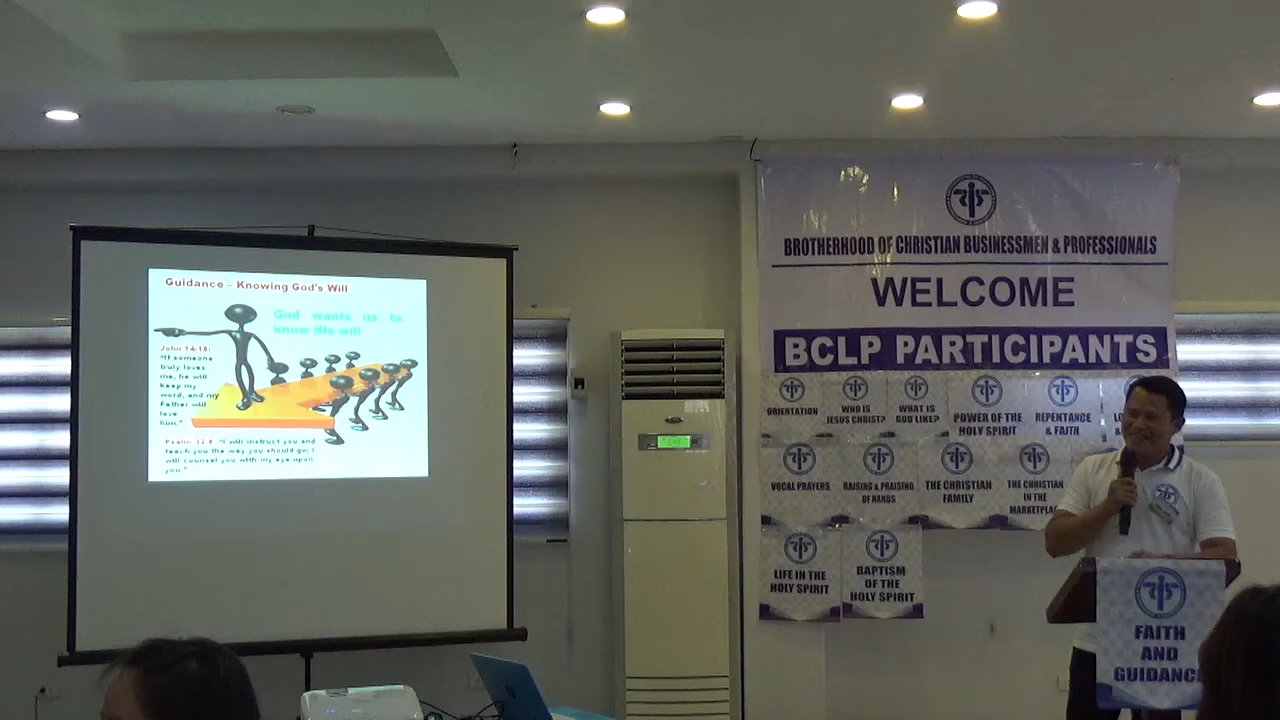 Guidance – Knowing God's Will
God wants us to
know His will
"If someone
truly loves
me, he will
keep my
word, and my
Father will
love
him."
Psalm 32:8 "I will instruct you and
teach you the way you should go; I
will counsel you with my eye upon
you."
BROTHERHOOD OF CHRISTIAN BUSINESSMEN & PROFESSIONALS
WELCOME
BCLP PARTICIPANTS
ORIENTATION
WHO IS
JESUS CHRIST?
WHAT IS
GOD LIKE?
POWER OF THE
HOLY SPIRIT
REPENTANCE
& FAITH
VOCAL PRAYERS
RAISING & PRAISING
OF HANDS
THE CHRISTIAN
FAMILY
THE CHRISTIAN
IN THE
LIFE IN THE
HOLY SPIRIT
BAPTISM
OF THE
HOLY SPIRIT
FAITH
AND
GUIDANC